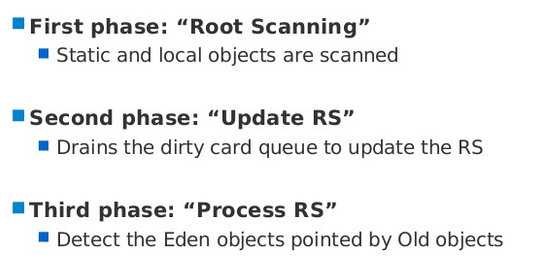 First phase: “Root Scanning”
Static and local objects are scanned
Second phase: “Update RS”
Drains the dirty card queue to update the RS
Third phase: “Process RS”
Detect the Eden objects pointed by Old objects